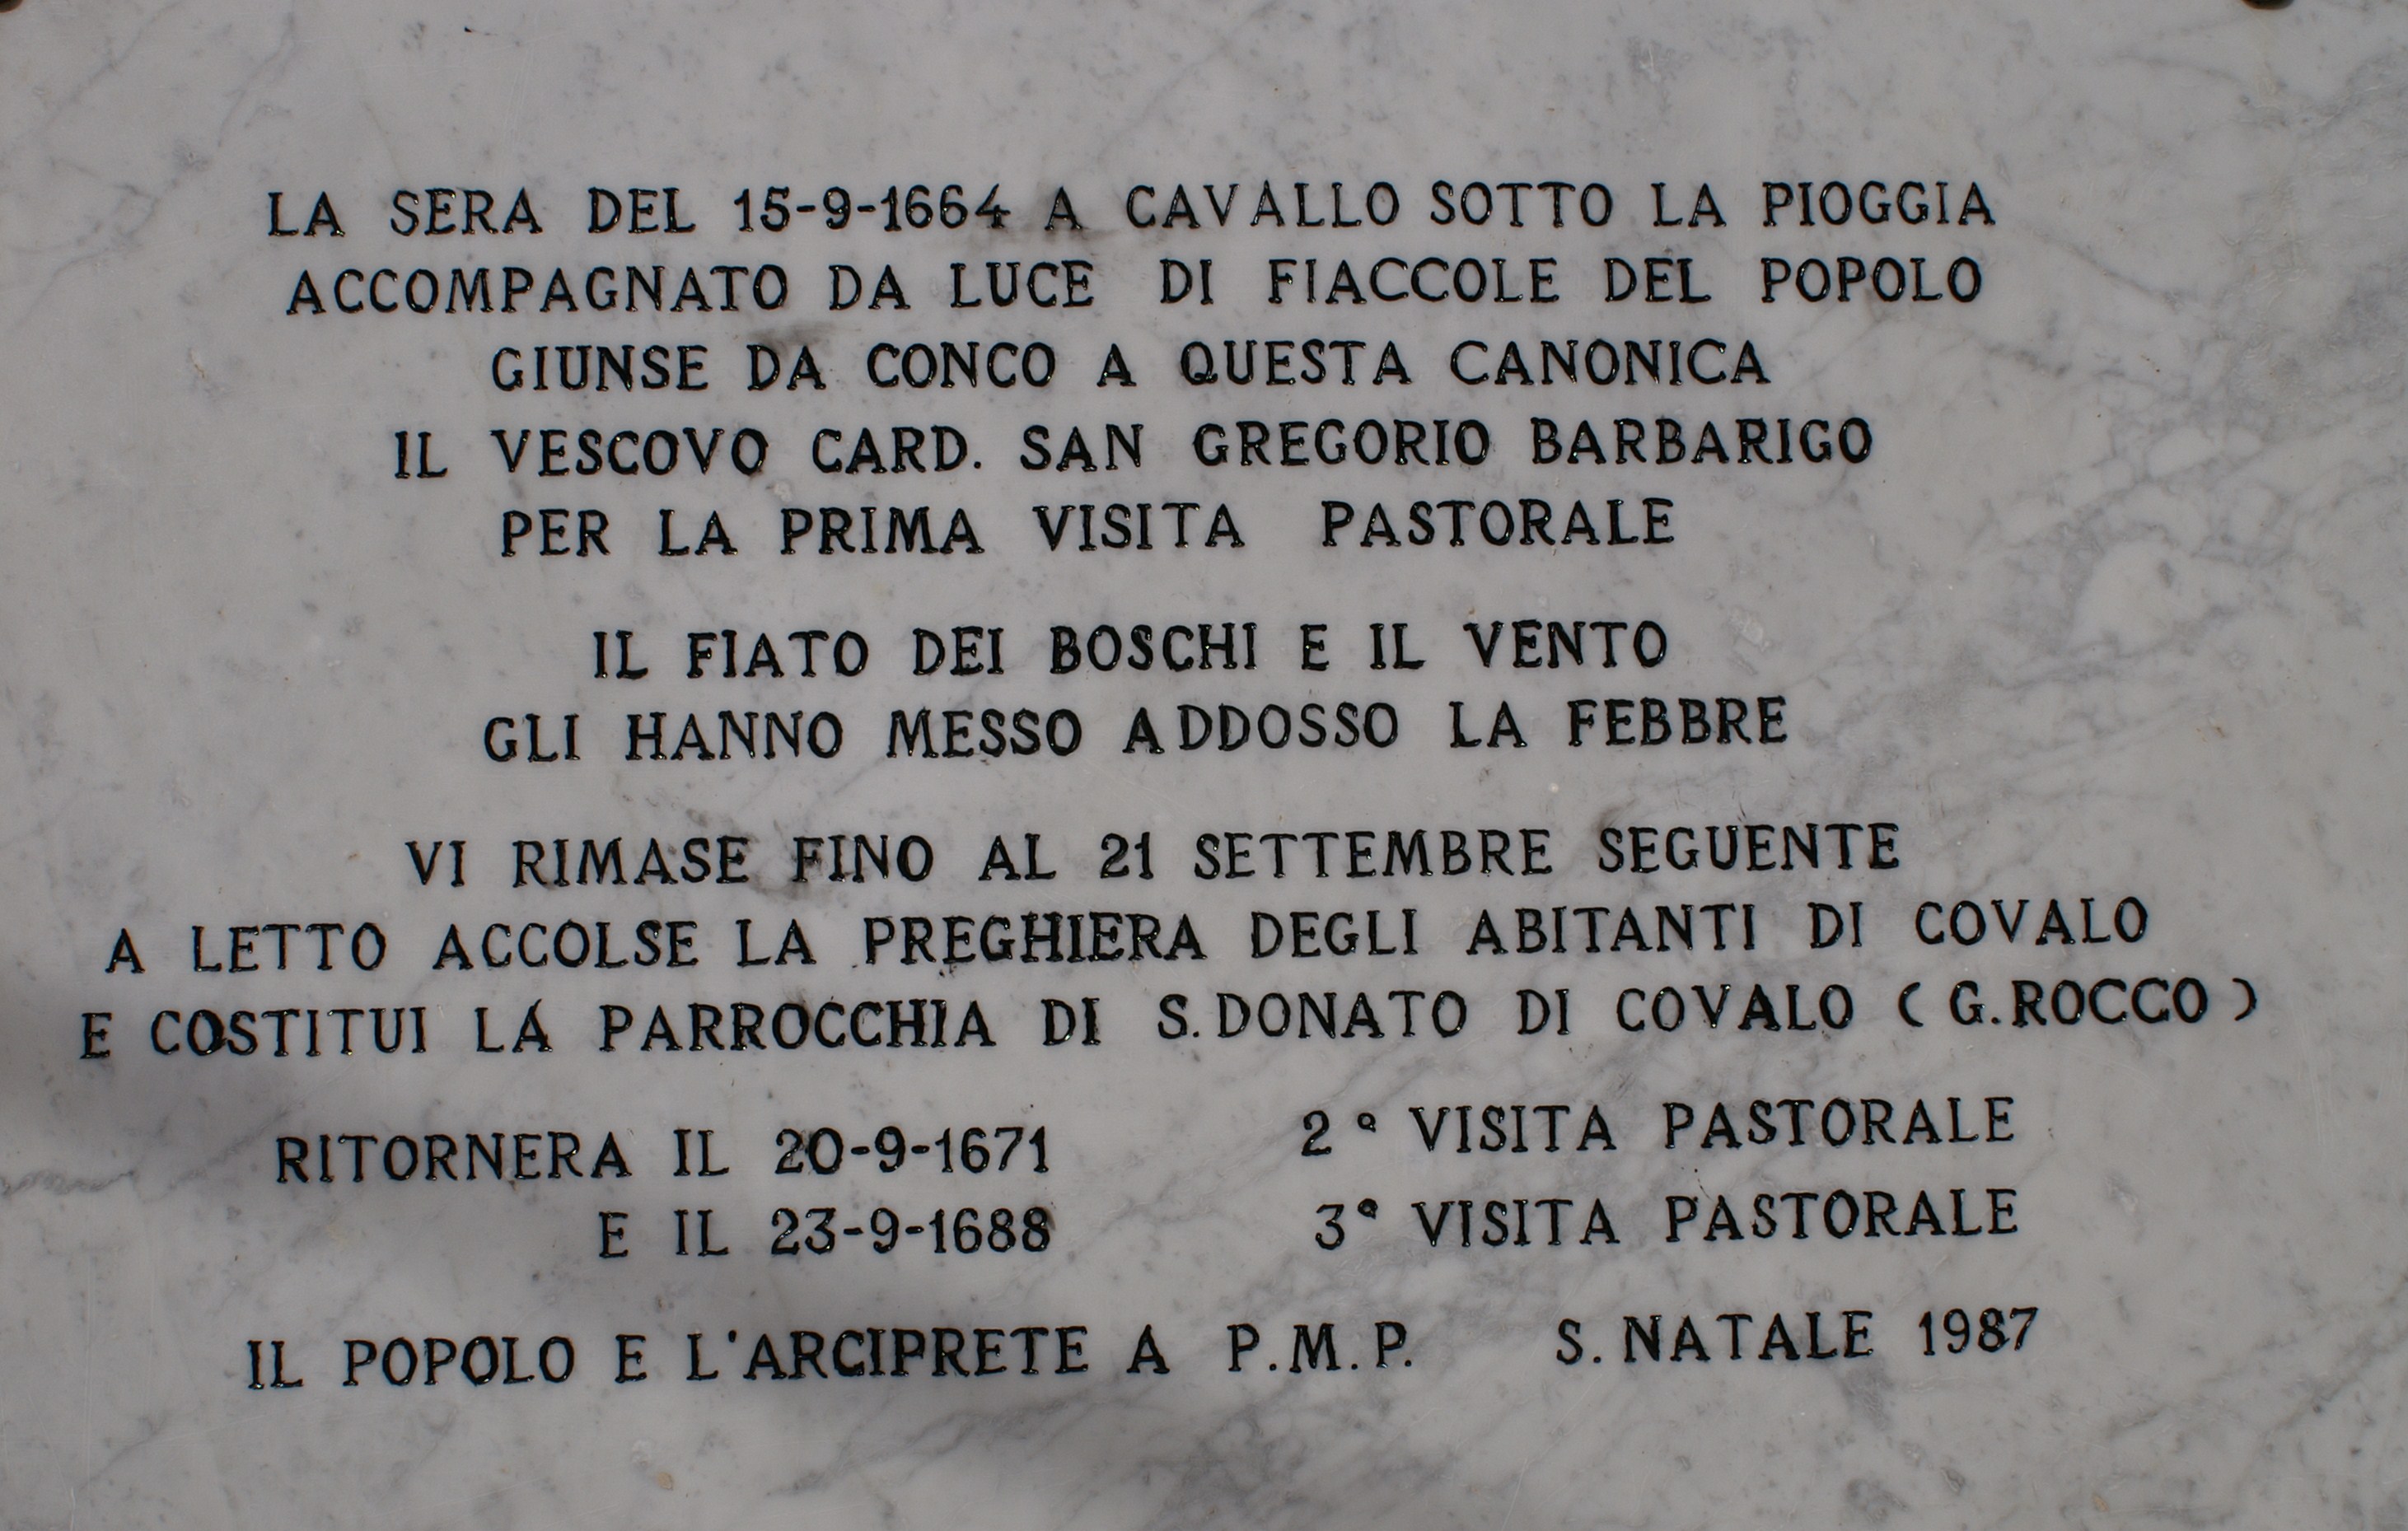 LA SERA DEL 15-9-1664 A CAVALLO SOTTO LA PIOGGIA
ACCOMPAGNATO DA LUCE DI FIACCOLE DEL POPOLO
GIUNSE DA CONCO A QUESTA CANONICA
IL VESCOVO CARD. SAN GREGORIO BARBARIGO
PER LA PRIMA VISITA PASTORALE
IL FIATO DEI BOSCHI E IL VENTO
GLI HANNO MESSO ADDOSSO LA FEBBRE
VI RIMASE FINO AL 21 SETTEMBRE SEGUENTE
A LETTO ACCOLSE LA PREGHIERA DEGLI ABITANTI DI COVALO
E COSTITUI LA PARROCCHIA DI S. DONATO DI COVALO (G. ROCCO)
RITORNERA IL 20-9-1671 2° VISITA PASTORALE
E IL 23-9-1688 3° VISITA PASTORALE
IL POPOLO E L'ARCIPRETE A P.M.P. S. NATALE 1987